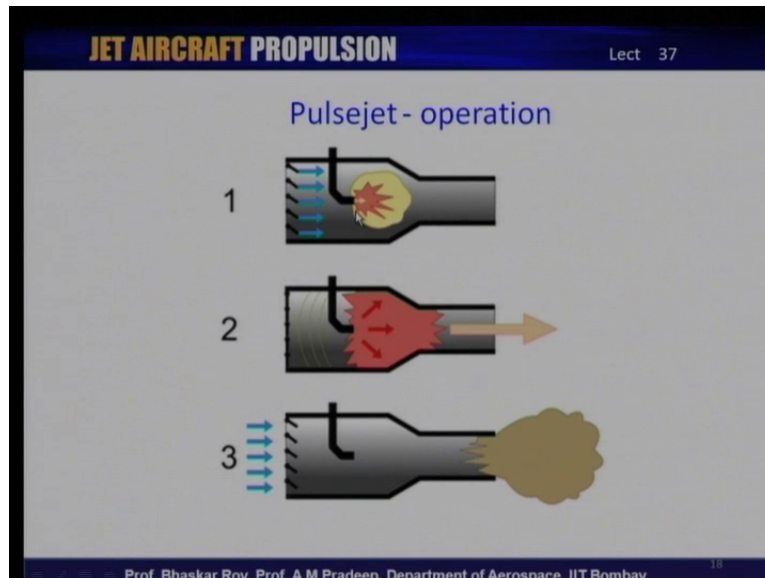 JET AIRCRAFT PROPULSION
Lect 37
Pulsejet - operation
1
2
3
18
Prof. Bhaskar Roy, Prof. A M Pradeep, Department of Aerospace, IIT Bombay